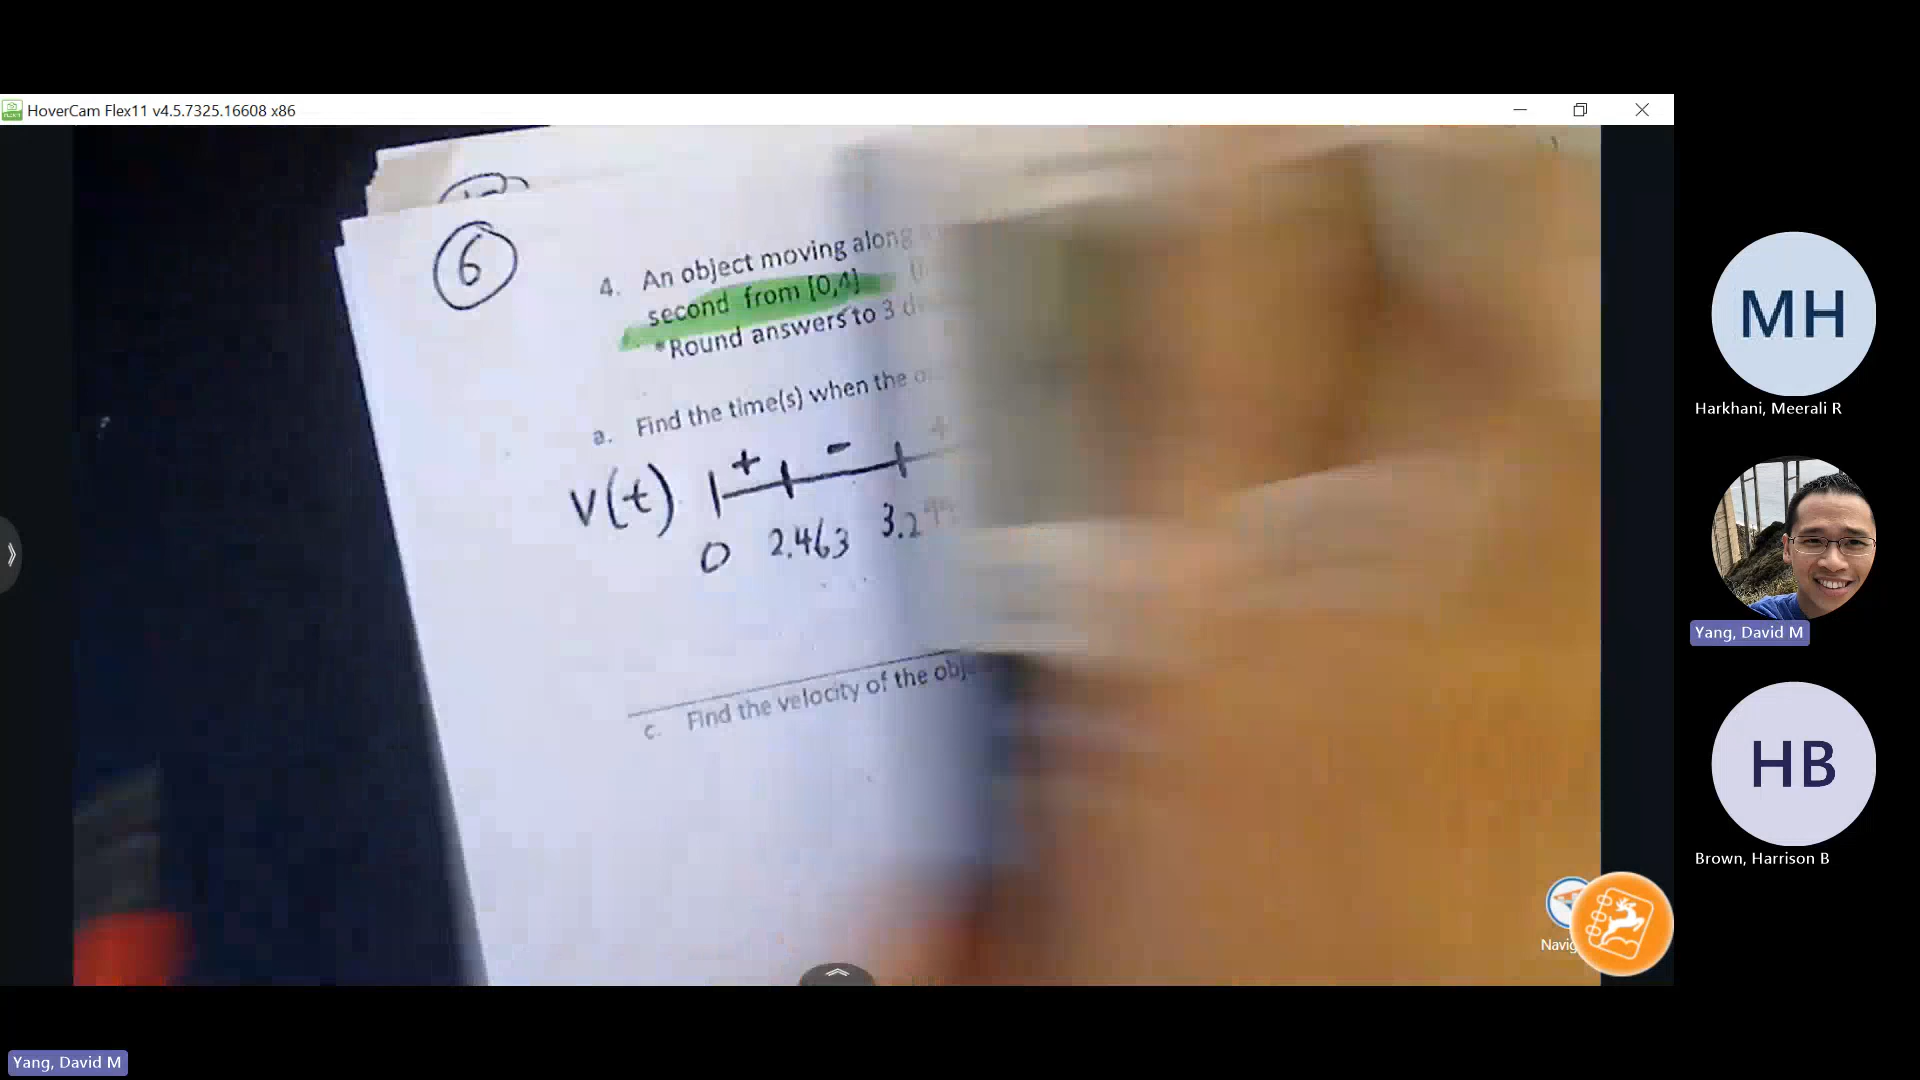 HoverCam Flex11 v4.5.7325.16608 x86
6
4. An object moving along
second from [0,4]
*Round answers to 3
a. Find the time(s) when the
V(t) + - +
0 2.463 3.2
c. Find the velocity of the
MH
Harkhani, Meerali R
Yang, David M
HB
Brown, Harrison B
Yang, David M